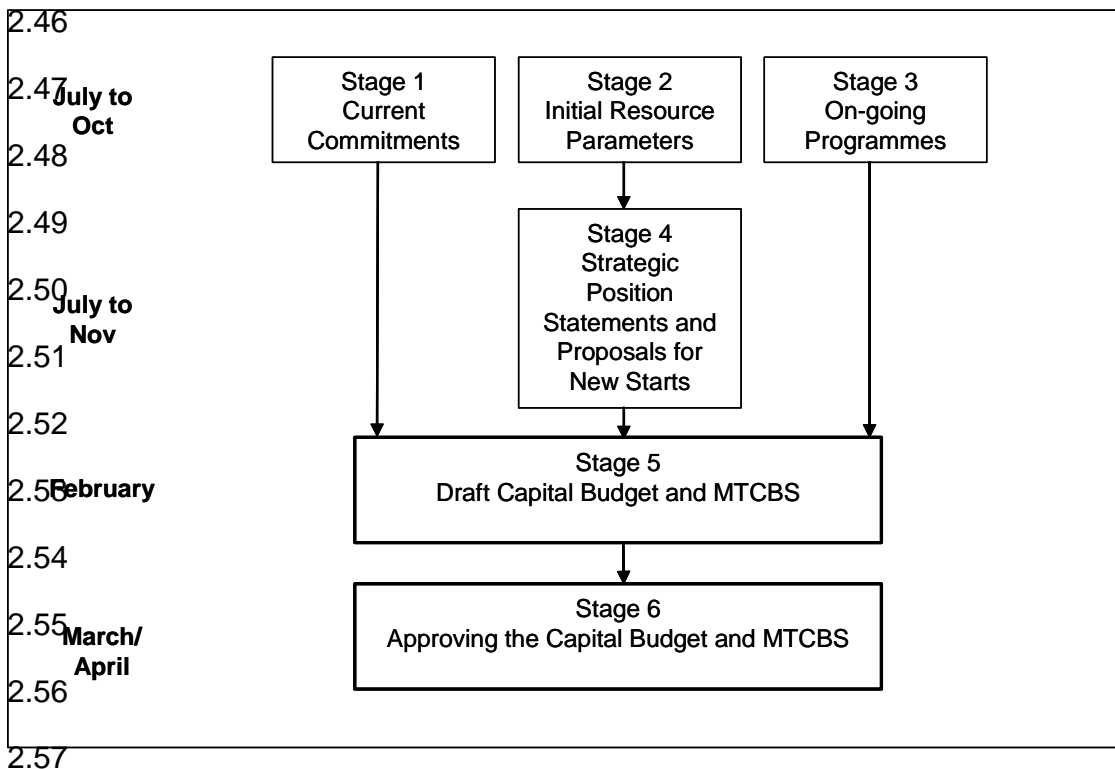 2.46
Stage 1
Current
Commitments
Stage 2
Initial Resource
Parameters
Stage 3
On-going
Programmes
2.47
July to
Oct
2.48
2.49
Stage 4
Strategic
Position
Statements and
Proposals for
New Starts
2.50
July to
Nov
2.51
2.52
Stage 5
Draft Capital Budget and MTCBS
2.53
February
2.54
Stage 6
Approving the Capital Budget and MTCBS
2.55
March/
April
2.56
2.57